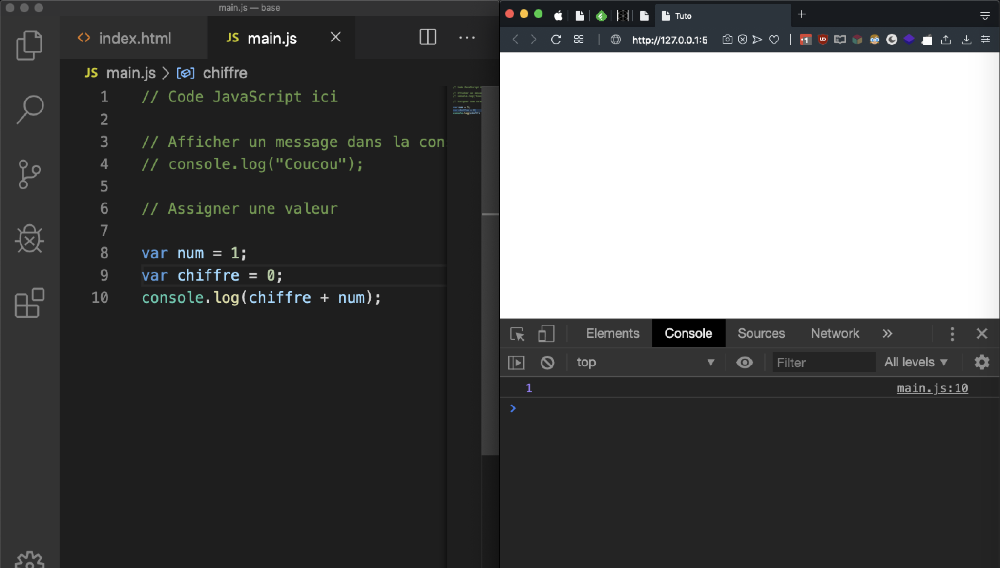 main.js — base
index.html
JS main.js
JS main.js > chiffre
1 // Code JavaScript ici
2
3 // Afficher un message dans la con
4 // console.log("Coucou");
5
6 // Assigner une valeur
7
8 var num = 1;
9 var chiffre = 0;
10 console.log(chiffre + num);
Tuto
http://127.0.0.1:5
Elements Console Sources Network
top Filter All levels
1 main.js:10